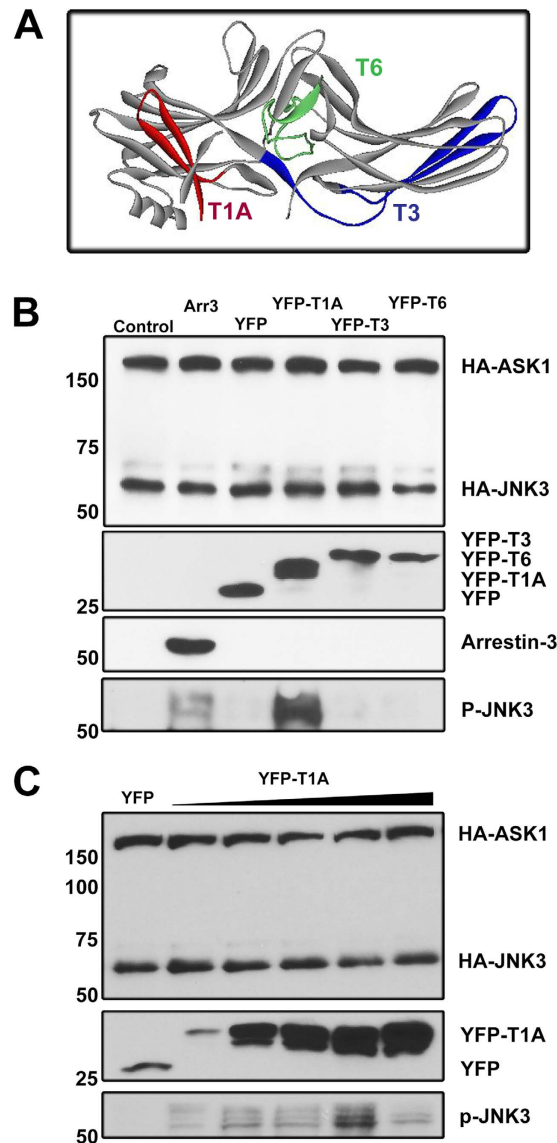 A
T6
T1A
T3
B
Arr3 YFP-T1A YFP-T6
Control YFP YFP-T3
150
75
50
HA-ASK1
HA-JNK3
25
YFP-T3
YFP-T6
YFP-T1A
YFP
50
Arrestin-3
50
P-JNK3
C
YFP YFP-T1A
150
100
75
50
HA-ASK1
HA-JNK3
25
YFP-T1A
YFP
50
p-JNK3